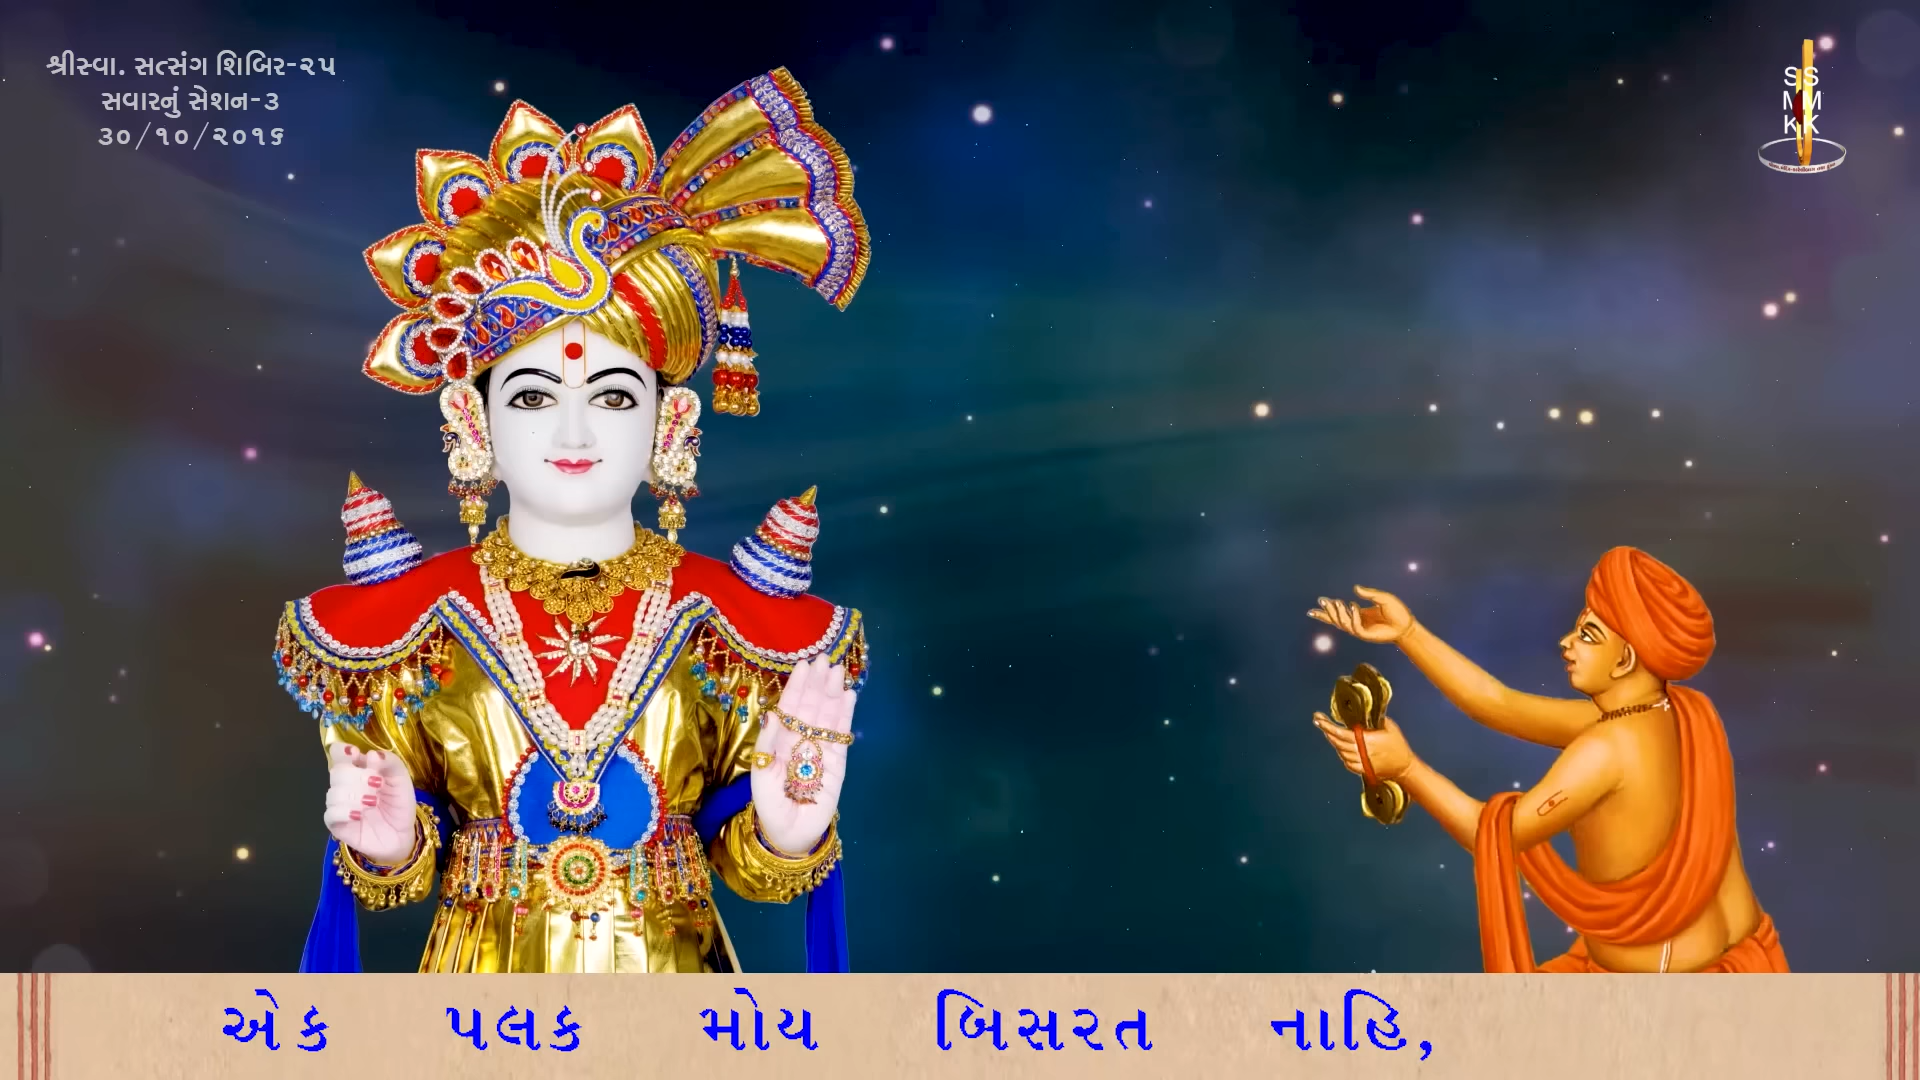 શ્રીસ્વા. સત્સંગ શિબિર-૨૫
સવારનું સેશન-૩
૩૦/૧૦/૨૦૧૬
SS
MM
KK
એક પલક મોય બિસરત નાહિ,